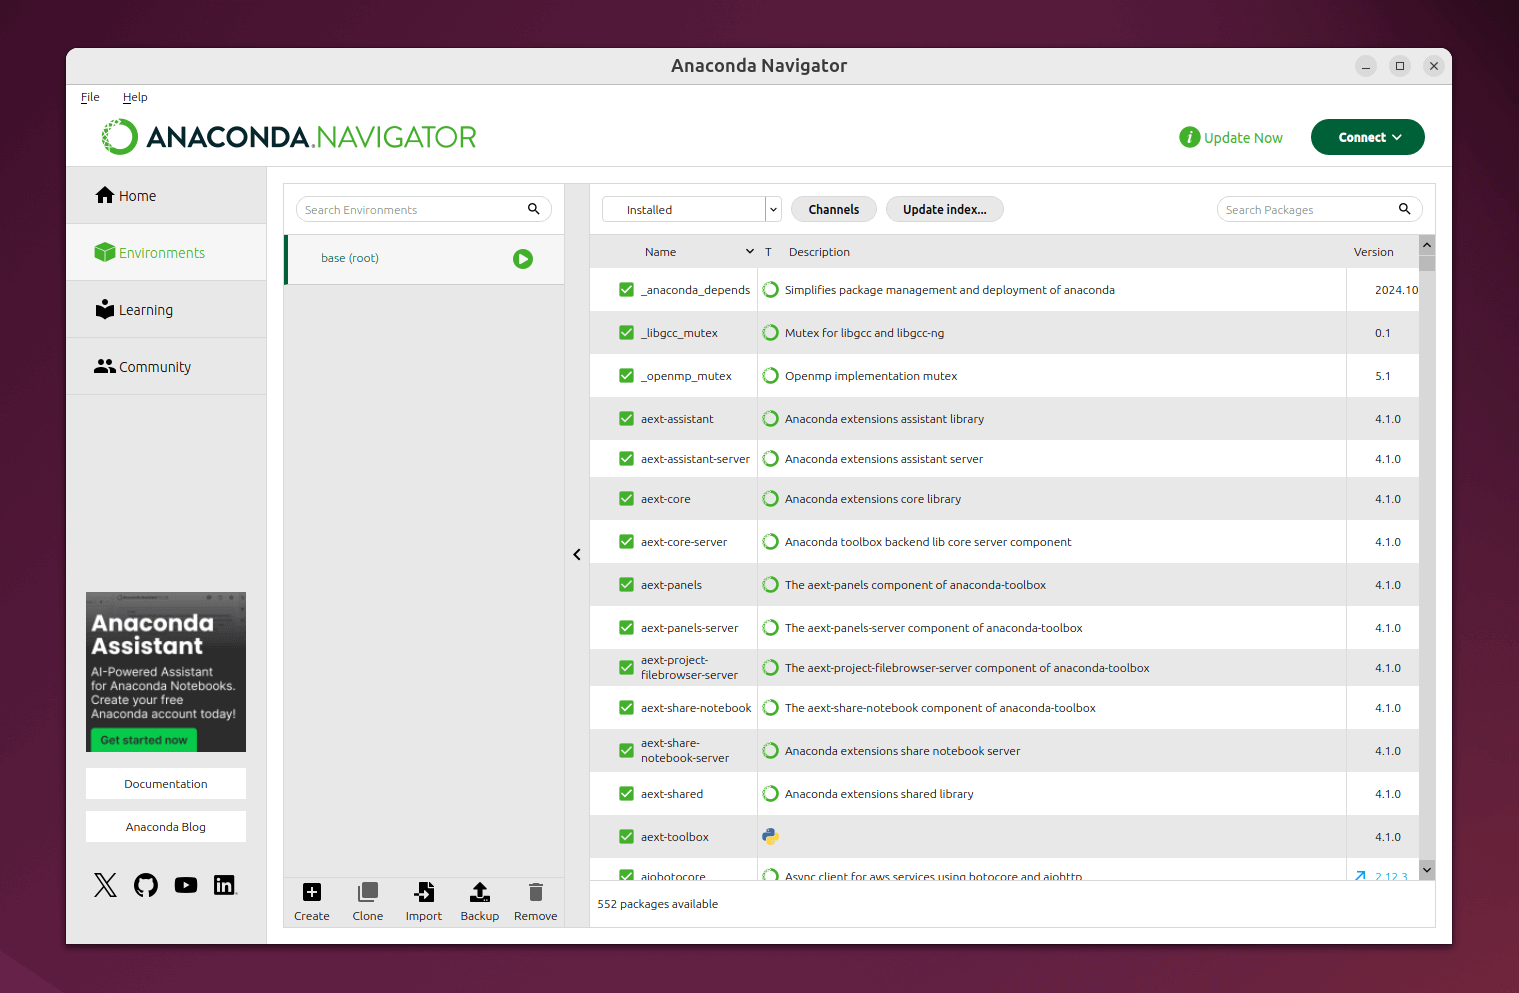 Anaconda Navigator
File Help
ANACONDA.NAVIGATOR
Update Now
Connect
Home
Environments
Learning
Community
Anaconda
Assistant
AI-Powered Assistant
for Anaconda Notebooks.
Create your free
Anaconda account today!
Get started now
Documentation
Anaconda Blog
Search Environments
base (root)
Create Clone Import Backup Remove
Installed Channels Update index... Search Packages
Name T Description Version
_anaconda_depends Simplifies package management and deployment of anaconda 2024.10
_libgcc_mutex Mutex for libgcc and libgcc-ng 0.1
_openmp_mutex Openmp implementation mutex 5.1
aext-assistant Anaconda extensions assistant library 4.1.0
aext-assistant-server Anaconda extensions assistant server 4.1.0
aext-core Anaconda extensions core library 4.1.0
aext-core-server Anaconda toolbox backend lib core server component 4.1.0
aext-panels The aext-panels component of anaconda-toolbox 4.1.0
aext-panels-server The aext-panels-server component of anaconda-toolbox 4.1.0
aext-project-
filebrowser-server The aext-project-filebrowser-server component of anaconda-toolbox 4.1.0
aext-share-notebook The aext-share-notebook component of anaconda-toolbox 4.1.0
aext-share-
notebook-server Anaconda extensions share notebook server 4.1.0
aext-shared Anaconda extensions shared library 4.1.0
aext-toolbox 4.1.0
aiobotocore Async client for aws services using botocore and aiohttp 2.12.3
552 packages available